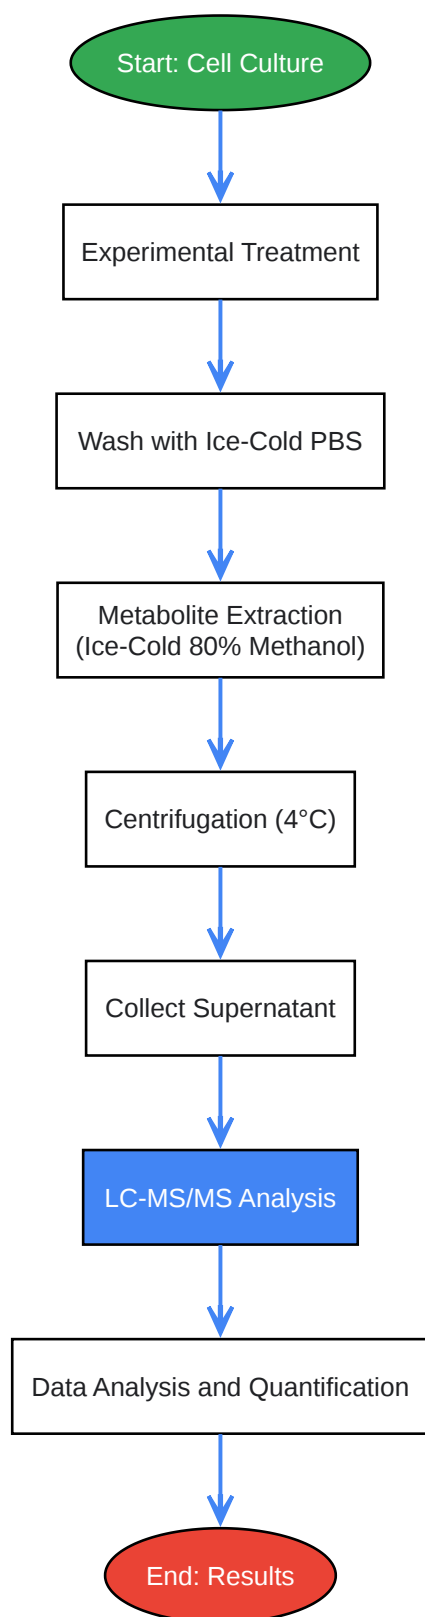 Start: Cell Culture
Experimental Treatment
Wash with Ice-Cold PBS
Metabolite Extraction
(Ice-Cold 80% Methanol)
Centrifugation (4°C)
Collect Supernatant
LC-MS/MS Analysis
Data Analysis and Quantification
End: Results